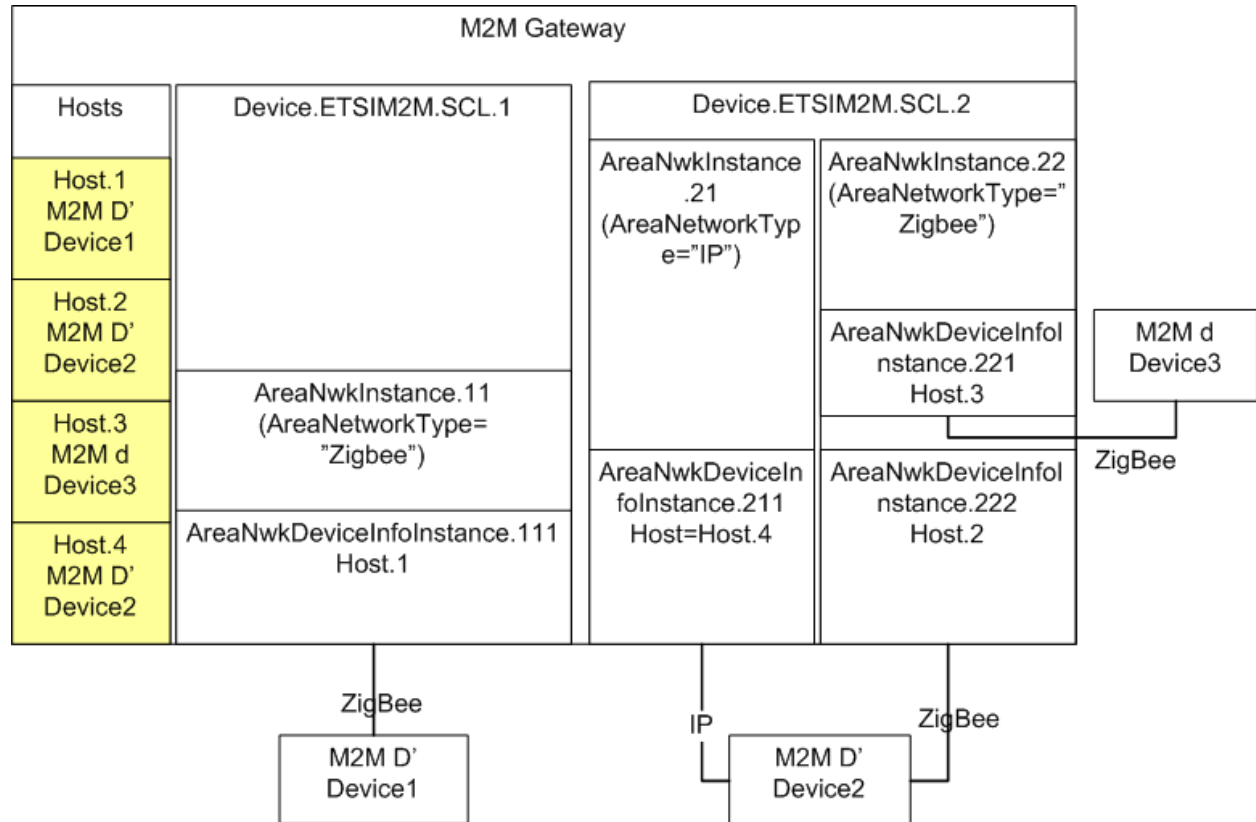 M2M Gateway
Hosts
Host.1
M2M D’
Device1
Host.2
M2M D’
Device2
Host.3
M2M d
Device3
Host.4
M2M D’
Device2
Device.ETSIM2M.SCL.1
AreaNwkInstance.11
(AreaNetworkType=
”Zigbee”)
AreaNwkDeviceInfoInstance.111
Host.1
Device.ETSIM2M.SCL.2
AreaNwkInstance
.21
(AreaNetworkTyp
e=”IP”)
AreaNwkDeviceIn
foInstance.211
Host=Host.4
AreaNwkInstance.22
(AreaNetworkType=”
Zigbee”)
AreaNwkDeviceInfoI
nstance.221
Host.3
AreaNwkDeviceInfoI
nstance.222
Host.2
M2M d
Device3
ZigBee
ZigBee
IP
ZigBee
M2M D’
Device1
M2M D’
Device2